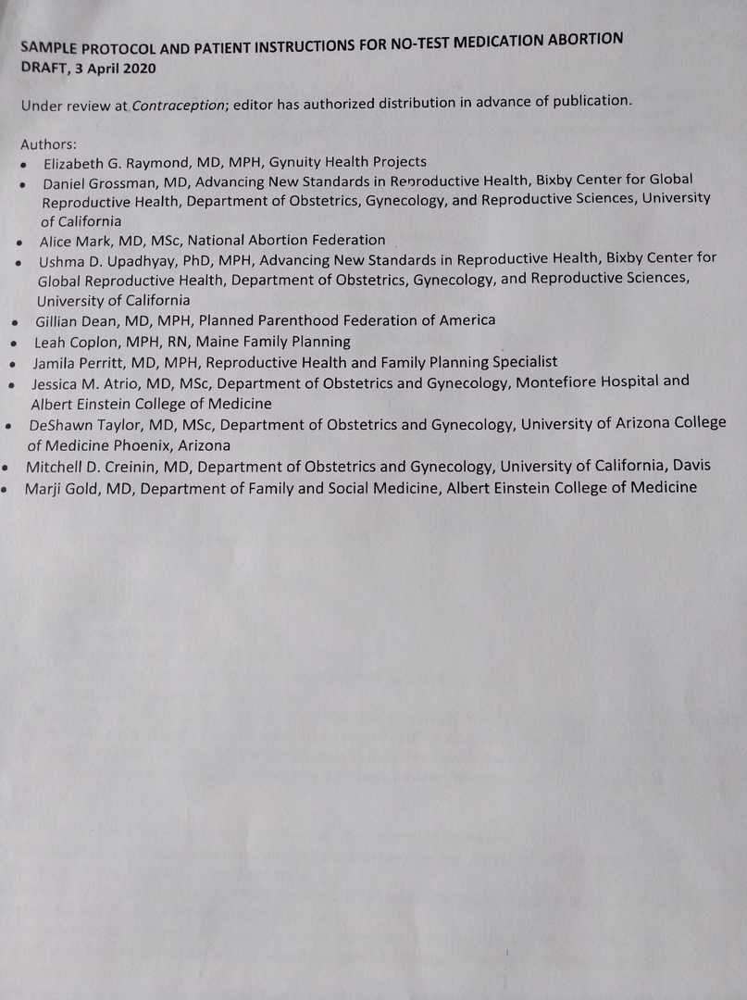 SAMPLE PROTOCOL AND PATIENT INSTRUCTIONS FOR NO-TEST MEDICATION ABORTION
DRAFT, 3 April 2020
Under review at Contraception; editor has authorized distribution in advance of publication.
Authors:
• Elizabeth G. Raymond, MD, MPH, Gynuity Health Projects
• Daniel Grossman, MD, Advancing New Standards in Reproductive Health, Bixby Center for Global
Reproductive Health, Department of Obstetrics, Gynecology, and Reproductive Sciences, University
of California
• Alice Mark, MD, MSc, National Abortion Federation
• Ushma D. Upadhyay, PhD, MPH, Advancing New Standards in Reproductive Health, Bixby Center for
Global Reproductive Health, Department of Obstetrics, Gynecology, and Reproductive Sciences,
University of California
• Gillian Dean, MD, MPH, Planned Parenthood Federation of America
• Leah Coplon, MPH, RN, Maine Family Planning
• Jamila Perritt, MD, MPH, Reproductive Health and Family Planning Specialist
• Jessica M. Atrio, MD, MSc, Department of Obstetrics and Gynecology, Montefiore Hospital and
Albert Einstein College of Medicine
• DeShawn Taylor, MD, MSc, Department of Obstetrics and Gynecology, University of Arizona College
of Medicine Phoenix, Arizona
• Mitchell D. Creinin, MD, Department of Obstetrics and Gynecology, University of California, Davis
• Marji Gold, MD, Department of Family and Social Medicine, Albert Einstein College of Medicine